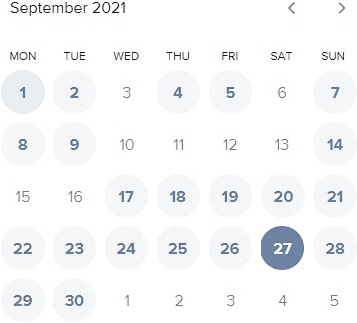 September 2021
MON TUE WED THU FRI SAT SUN
1 2 3 4 5 6 7
8 9 10 11 12 13 14
15 16 17 18 19 20 21
22 23 24 25 26 27 28
29 30 1 2 3 4 5